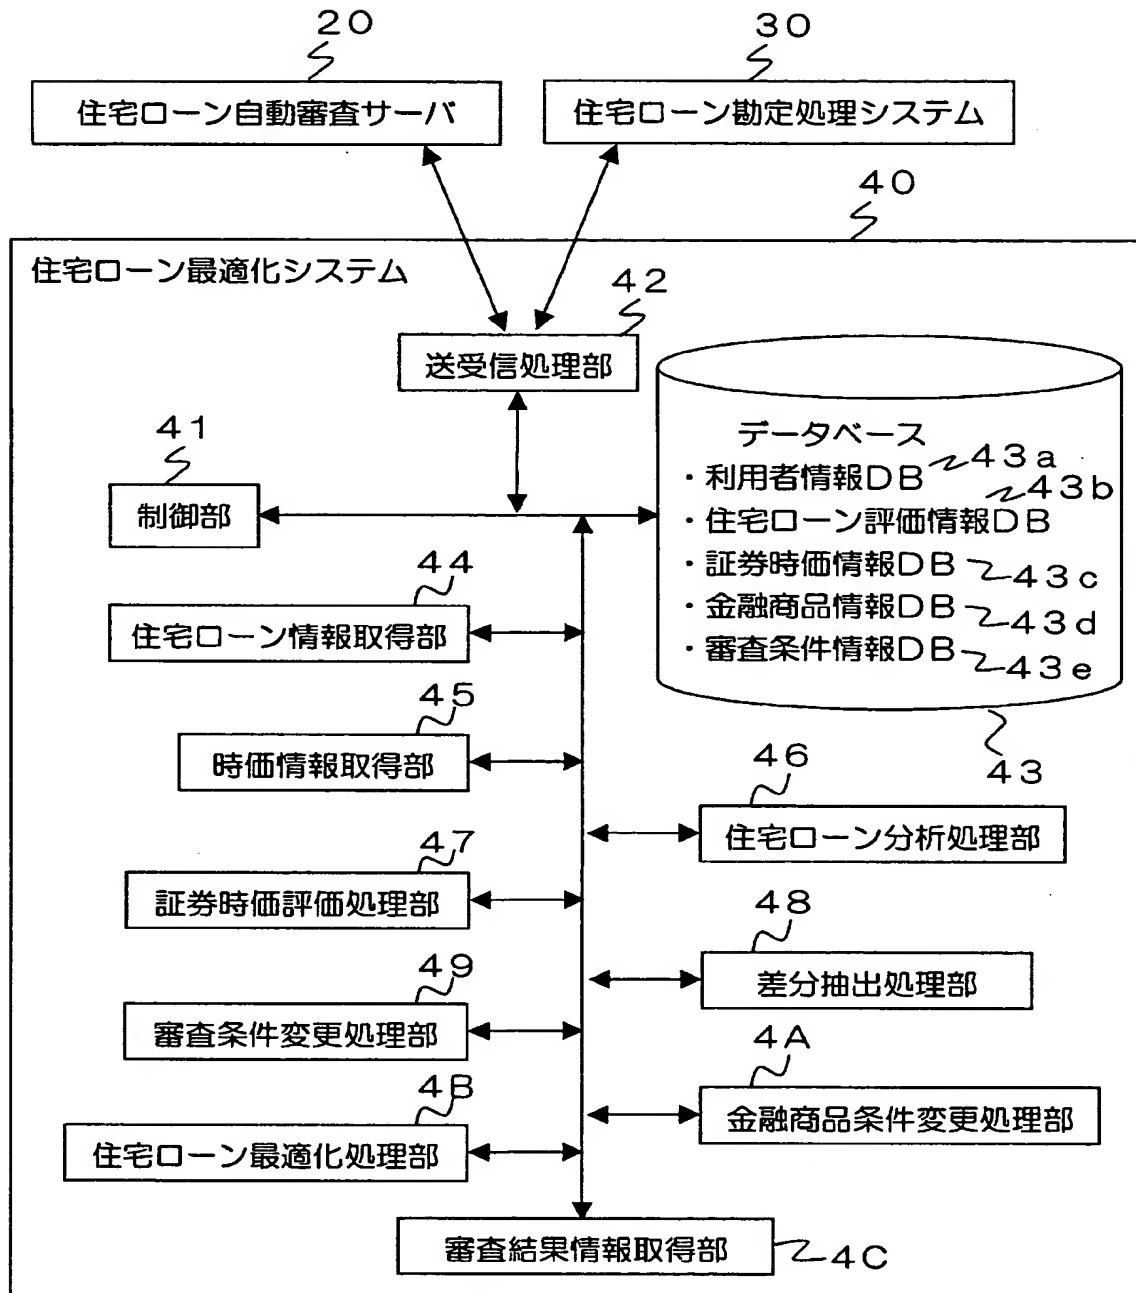 20
30
住宅ローン自動審査サーバ
住宅ローン勘定処理システム
40
住宅ローン最適化システム
42
送受信処理部
41
制御部
データベース
・利用者情報DB
43a
・住宅ローン評価情報DB
43b
・証券時価情報DB
43c
・金融商品情報DB
43d
・審査条件情報DB
43e
43
44
住宅ローン情報取得部
45
時価情報取得部
46
住宅ローン分析処理部
47
証券時価評価処理部
48
差分抽出処理部
49
審査条件変更処理部
4A
金融商品条件変更処理部
4B
住宅ローン最適化処理部
審査結果情報取得部
4C